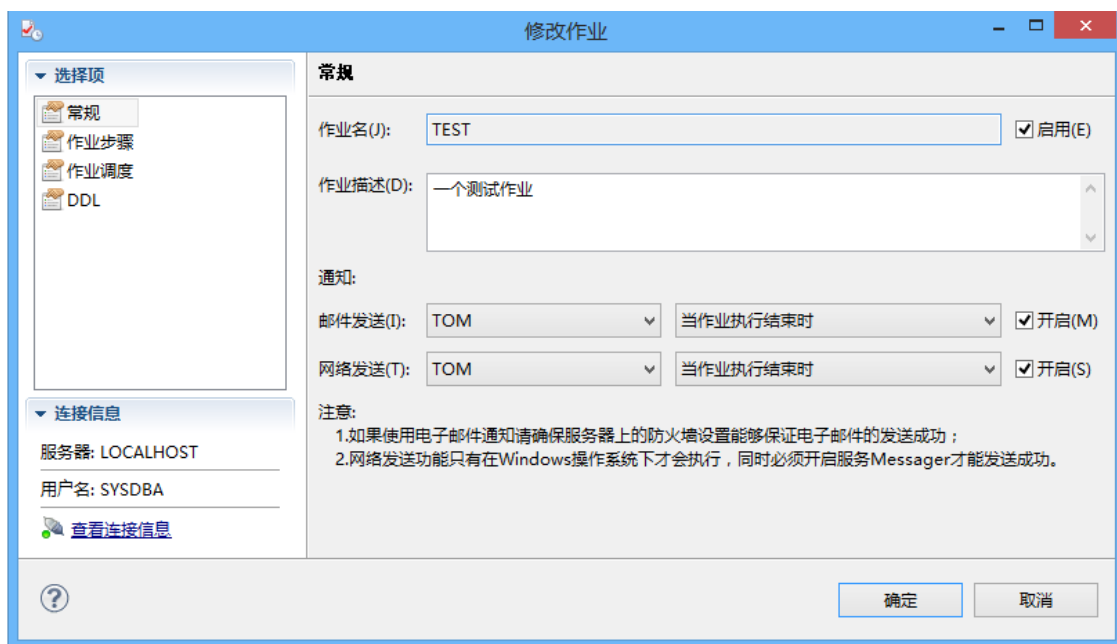 修改作业
选择项
常规
作业步骤
作业调度
DDL
连接信息
服务器: LOCALHOST
用户名: SYSDBA
查看连接信息
常规
作业名(J): TEST 启用(E)
作业描述(D): 一个测试作业
通知:
邮件发送(I): TOM 当作业执行结束时 开启(M)
网络发送(T): TOM 当作业执行结束时 开启(S)
注意:
1.如果使用电子邮件通知请确保服务器上的防火墙设置能够保证电子邮件的发送成功；
2.网络发送功能只有在Windows操作系统下才会执行，同时必须开启服务Messager才能发送成功。
确定 取消